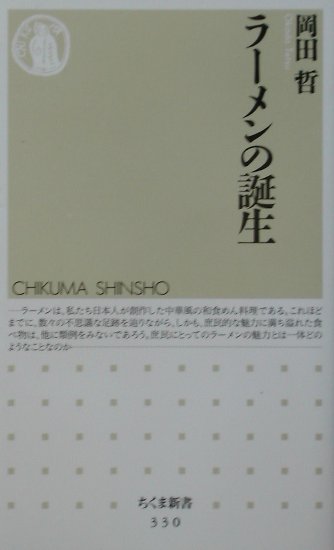 岡田 哲
Okada Tetsu
ラーメンの誕生
CHIKUMA SHINSHO
―ラーメンは、私たち日本人が創作した中華風の和食めん料理である。これほど
までに、数々の不思議な足跡を辿りながら、しかも、庶民的な魅力に満ち溢れた食
べ物は、他に類例をみないであろう。庶民にとってのラーメンの魅力とは一体どの
ようなことなのか―
ちくま新書
330